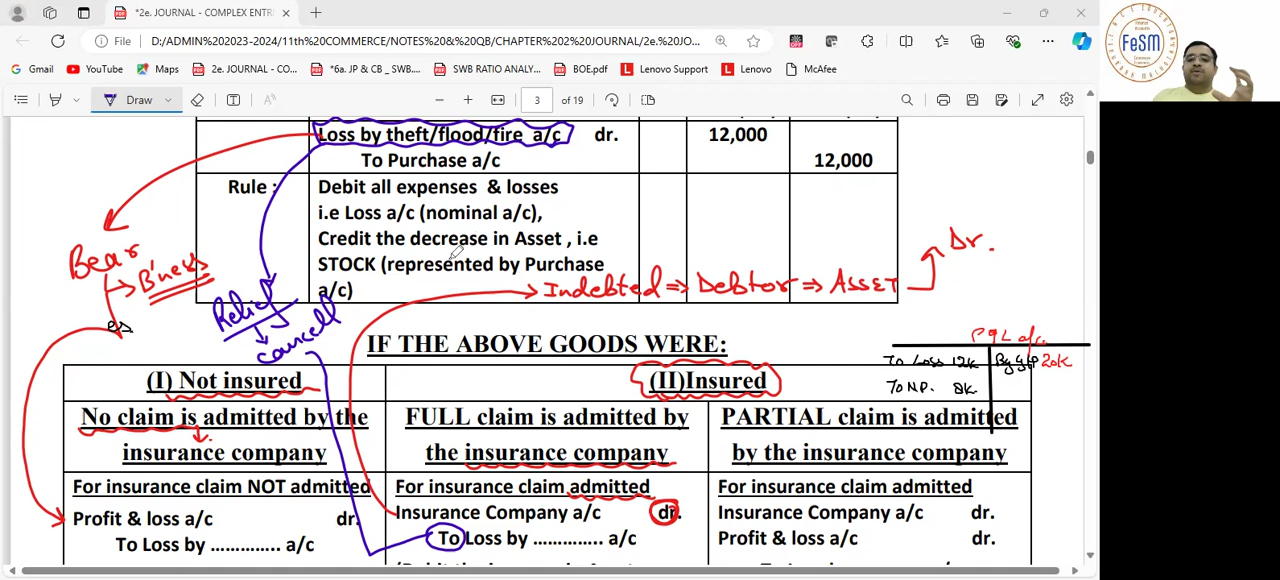 *2e. JOURNAL - COMPLEX ENTR
File D:/ADMIN%202023-2024/11th%20COMMERCE/NOTES%20&%20QB/CHAPTER%202%20JOURNAL/2e.%20JO...
Gmail YouTube Maps 2e. JOURNAL - CO... *6a. JP & CB _ SWB.... SWB RATIO ANALY... BOE.pdf Lenovo Support Lenovo McAfee
Draw 3 of 19
FeSM
Loss by theft/flood/fire a/c dr. 12,000
To Purchase a/c 12,000
Rule : Debit all expenses & losses
i.e Loss a/c (nominal a/c),
Credit the decrease in Asset , i.e
STOCK (represented by Purchase
a/c)
Bear
B'ness
Relief
cancell
Indebted ⇒ Debtor ⇒ ASSET
Dr.
P & L a/c.
To Loss 12k By G/P 20k
To NP. 8k
IF THE ABOVE GOODS WERE:
(I) Not insured (II)Insured
No claim is admitted by the insurance company
FULL claim is admitted by the insurance company
PARTIAL claim is admitted by the insurance company
For insurance claim NOT admitted
Profit & loss a/c dr.
To Loss by .............. a/c
For insurance claim admitted
Insurance Company a/c dr.
To Loss by .............. a/c
For insurance claim admitted
Insurance Company a/c dr.
Profit & loss a/c dr.